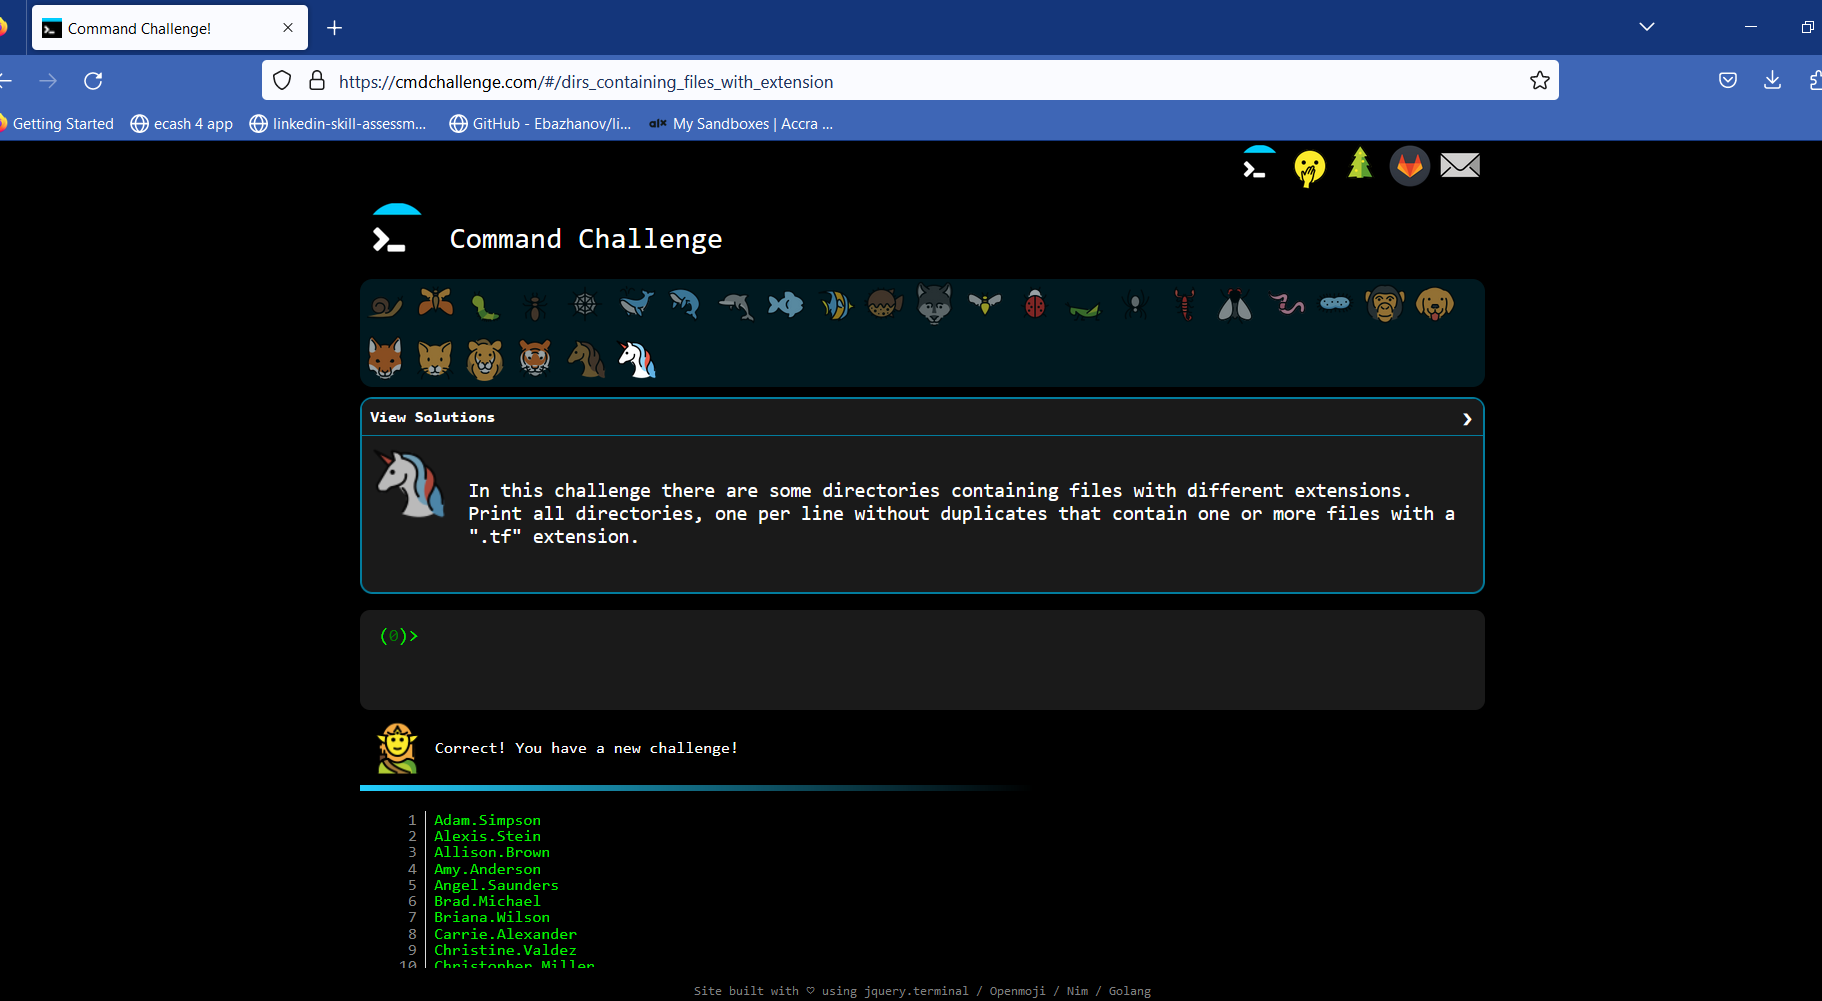 Command Challenge!
https://cmdchallenge.com/#/dirs_containing_files_with_extension
Getting Started ecash 4 app linkedin-skill-assessm... GitHub - Ebazhanov/li... alx My Sandboxes | Accra ...
Command Challenge
View Solutions
In this challenge there are some directories containing files with different extensions.
Print all directories, one per line without duplicates that contain one or more files with a
".tf" extension.
(0)>
Correct! You have a new challenge!
1 Adam.Simpson
2 Alexis.Stein
3 Allison.Brown
4 Amy.Anderson
5 Angel.Saunders
6 Brad.Michael
7 Briana.Wilson
8 Carrie.Alexander
9 Christine.Valdez
10 Christopher.Miller
Site built with ♡ using jquery.terminal / Openmoji / Nim / Golang